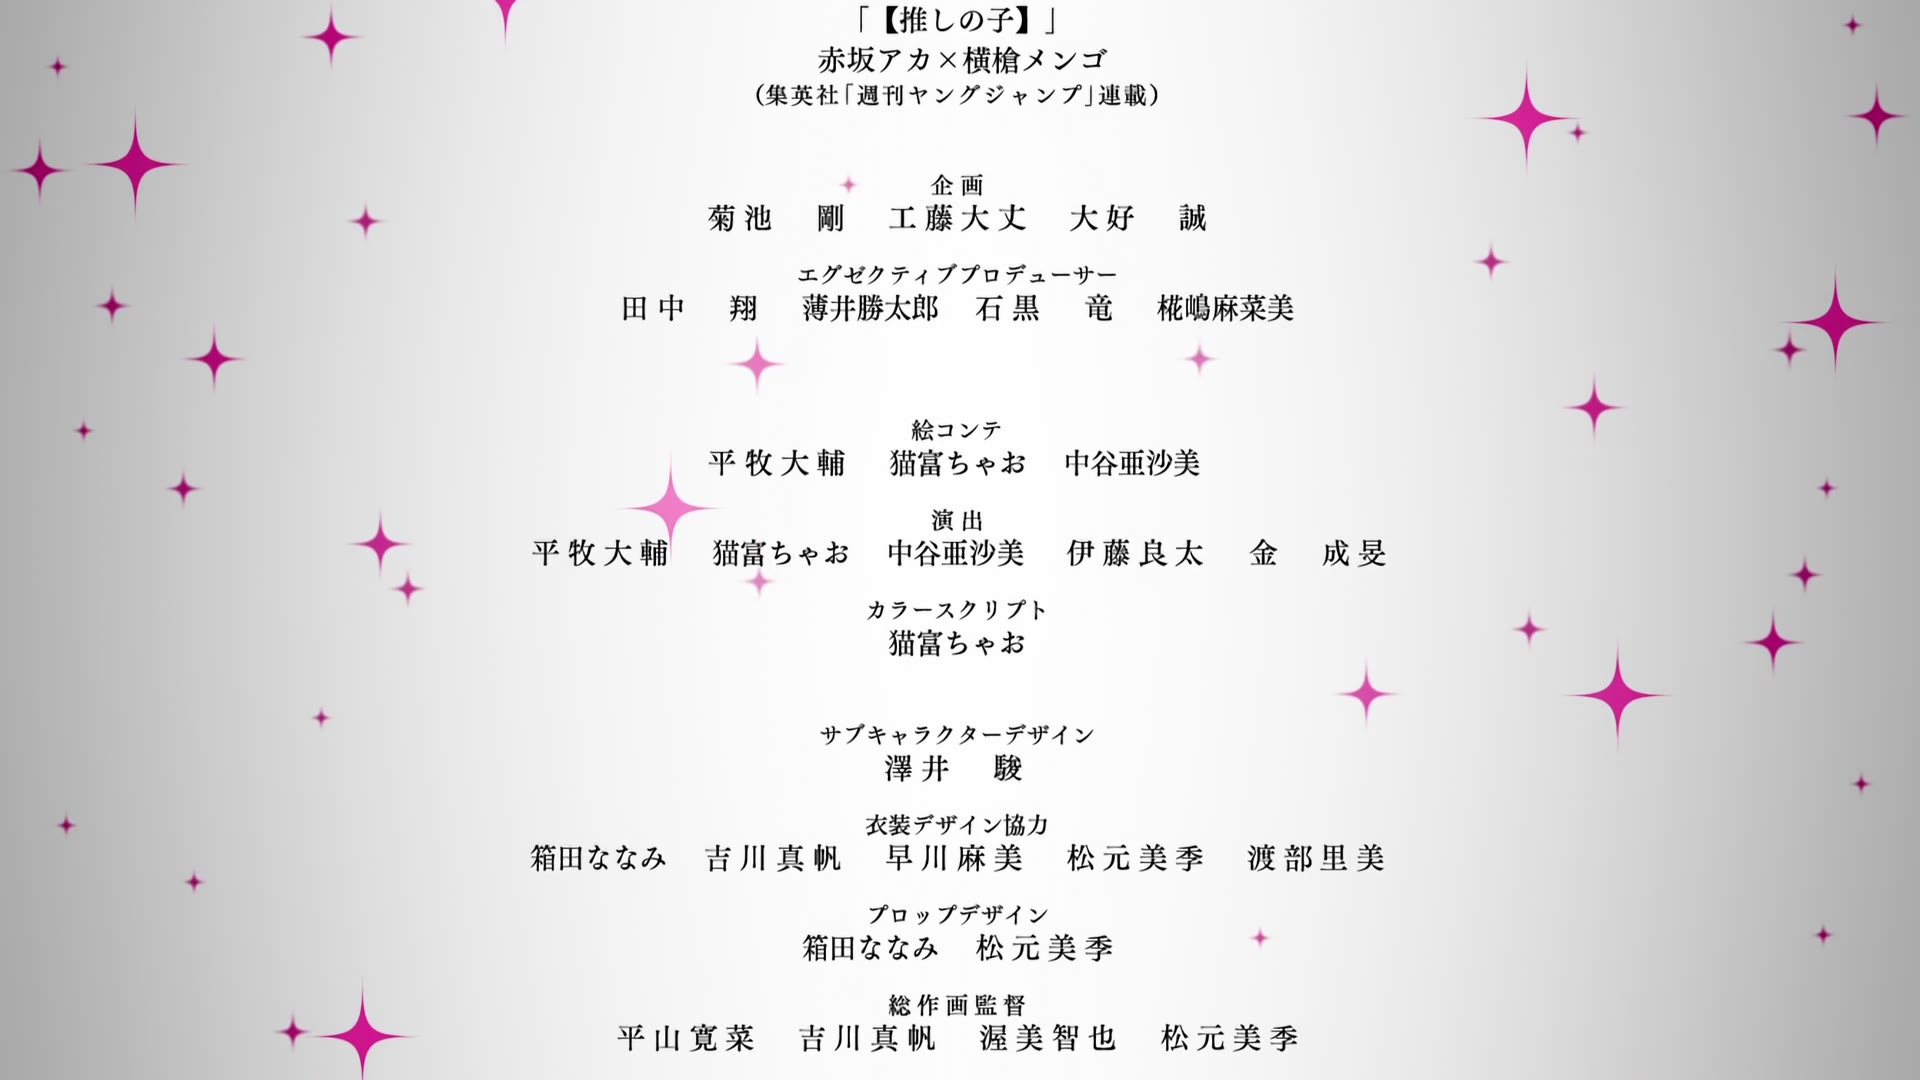 「【推しの子】」
赤坂アカ×横槍メンゴ
（集英社「週刊ヤングジャンプ」連載）
企画
菊池 剛 工藤大丈 大好 誠
エグゼクティブプロデューサー
田中 翔 薄井勝太郎 石黒 竜 椛嶋麻菜美
絵コンテ
平牧大輔 猫富ちゃお 中谷亜沙美
演出
平牧大輔 猫富ちゃお 中谷亜沙美 伊藤良太 金 成旻
カラースクリプト
猫富ちゃお
サブキャラクターデザイン
澤井 駿
衣装デザイン協力
箱田ななみ 吉川真帆 早川麻美 松元美季 渡部里美
プロップデザイン
箱田ななみ 松元美季
総作画監督
平山寛菜 吉川真帆 渥美智也 松元美季